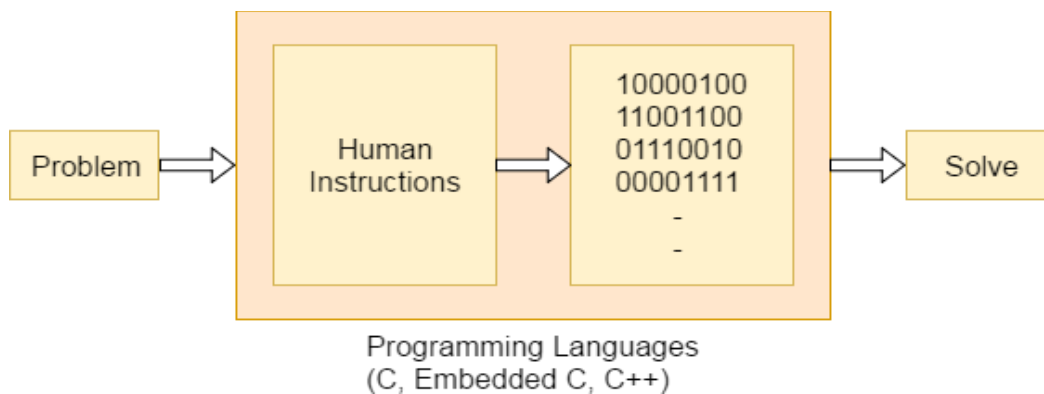 Problem
Human
Instructions
10000100
11001100
01110010
00001111
-
-
Solve
Programming Languages
(C, Embedded C, C++)